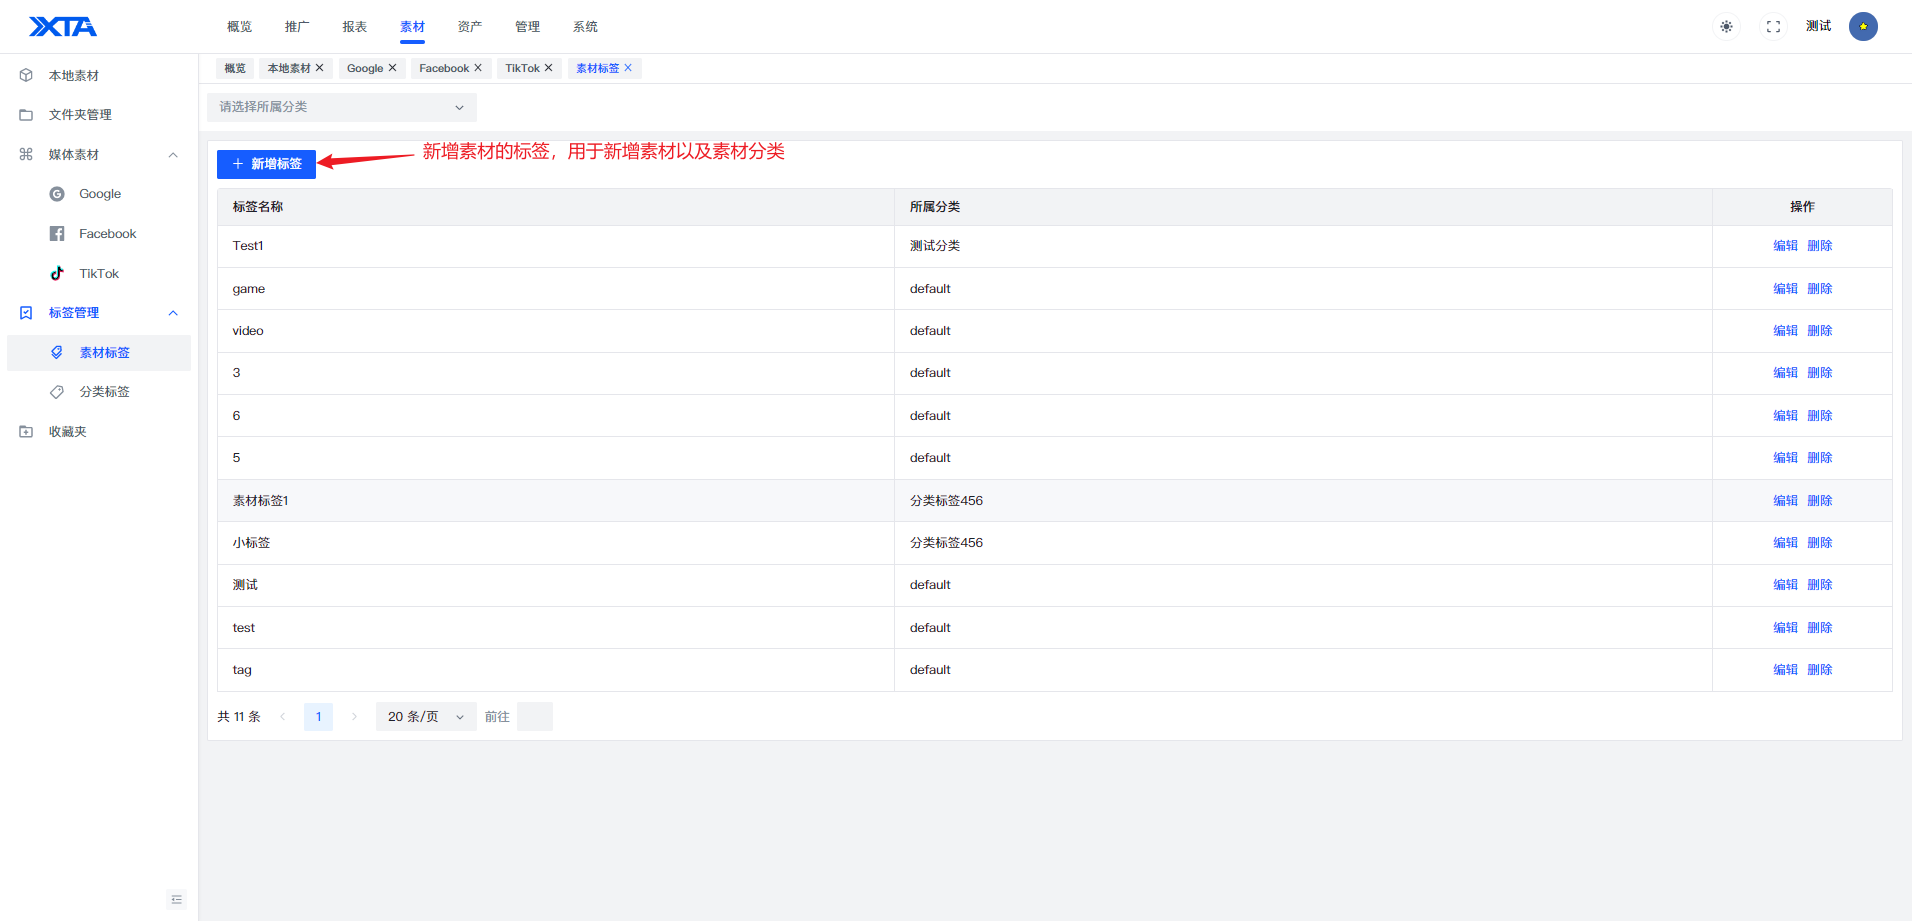 XXTA
概览 推广 报表 素材 资产 管理 系统 测试
概览 本地素材 Google Facebook TikTok 素材标签
本地素材
文件夹管理
媒体素材
Google
Facebook
TikTok
标签管理
素材标签
分类标签
收藏夹
请选择所属分类
新增标签
新增素材的标签，用于新增素材以及素材分类
标签名称 所属分类 操作
Test1 测试分类 编辑 删除
game default 编辑 删除
video default 编辑 删除
3 default 编辑 删除
6 default 编辑 删除
5 default 编辑 删除
素材标签1 分类标签456 编辑 删除
小标签 分类标签456 编辑 删除
测试 default 编辑 删除
test default 编辑 删除
tag default 编辑 删除
共 11 条 1 20 条/页 前往